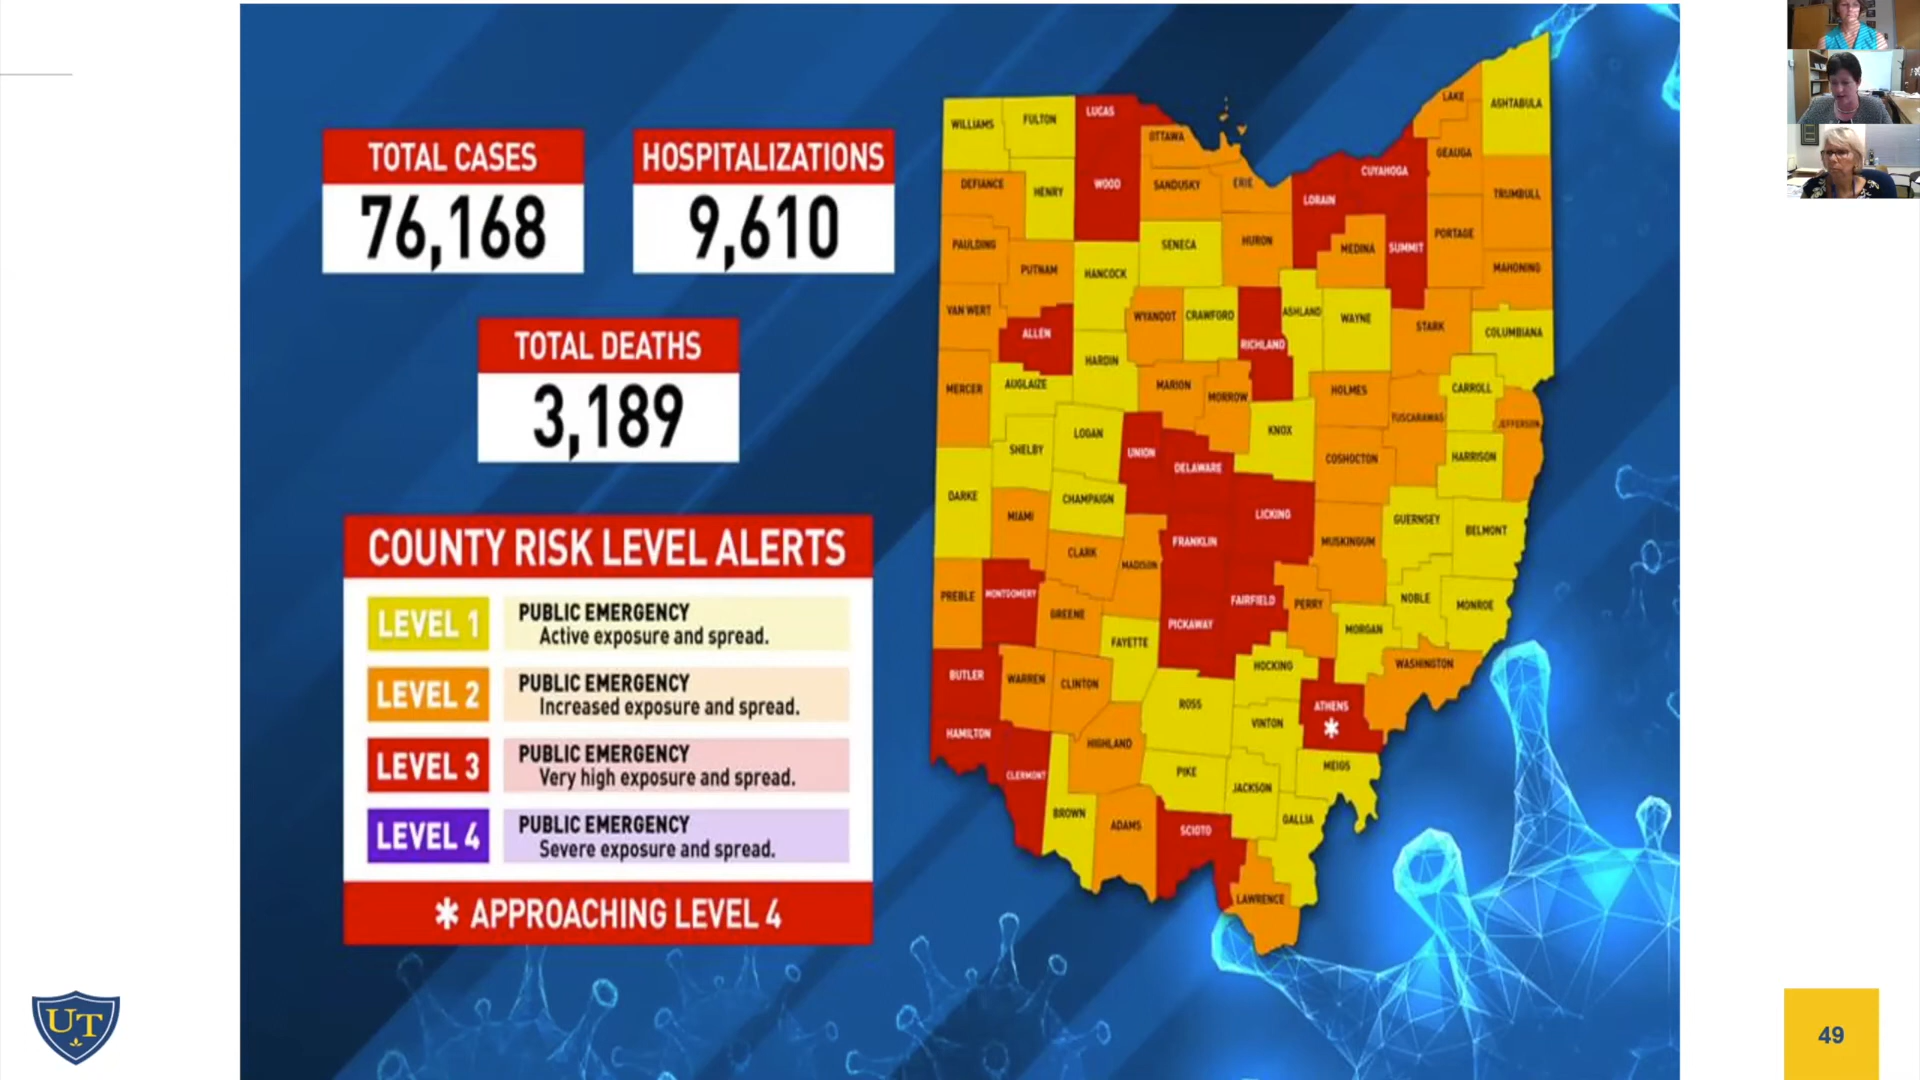 TOTAL CASES
76,168
HOSPITALIZATIONS
9,610
TOTAL DEATHS
3,189
COUNTY RISK LEVEL ALERTS
LEVEL 1
PUBLIC EMERGENCY
Active exposure and spread.
LEVEL 2
PUBLIC EMERGENCY
Increased exposure and spread.
LEVEL 3
PUBLIC EMERGENCY
Very high exposure and spread.
LEVEL 4
PUBLIC EMERGENCY
Severe exposure and spread.
* APPROACHING LEVEL 4
WILLIAMS
FULTON
LUCAS
OTTAWA
LAKE
ASHTABULA
GEAUGA
CUYAHOGA
DEFIANCE
HENRY
WOOD
SANDUSKY
ERIE
LORAIN
TRUMBULL
PAULDING
PUTNAM
HANCOCK
SENECA
HURON
MEDINA
SUMMIT
PORTAGE
MAHONING
VAN WERT
ALLEN
WYANDOT
CRAWFORD
RICHLAND
ASHLAND
WAYNE
STARK
COLUMBIANA
MERCER
AUGLAIZE
HARDIN
MARION
MORROW
HOLMES
TUSCARAWAS
CARROLL
JEFFERSON
SHELBY
LOGAN
UNION
DELAWARE
KNOX
COSHOCTON
HARRISON
DARKE
MIAMI
CHAMPAIGN
LICKING
GUERNSEY
BELMONT
CLARK
MADISON
FRANKLIN
MUSKINGUM
PREBLE
MONTGOMERY
GREENE
FAIRFIELD
PERRY
NOBLE
MONROE
FAYETTE
PICKAWAY
MORGAN
BUTLER
WARREN
CLINTON
ROSS
HOCKING
WASHINGTON
ATHENS
*
VINTON
HAMILTON
CLERMONT
HIGHLAND
PIKE
JACKSON
MEIGS
BROWN
ADAMS
SCIOTO
GALLIA
LAWRENCE
UT
49